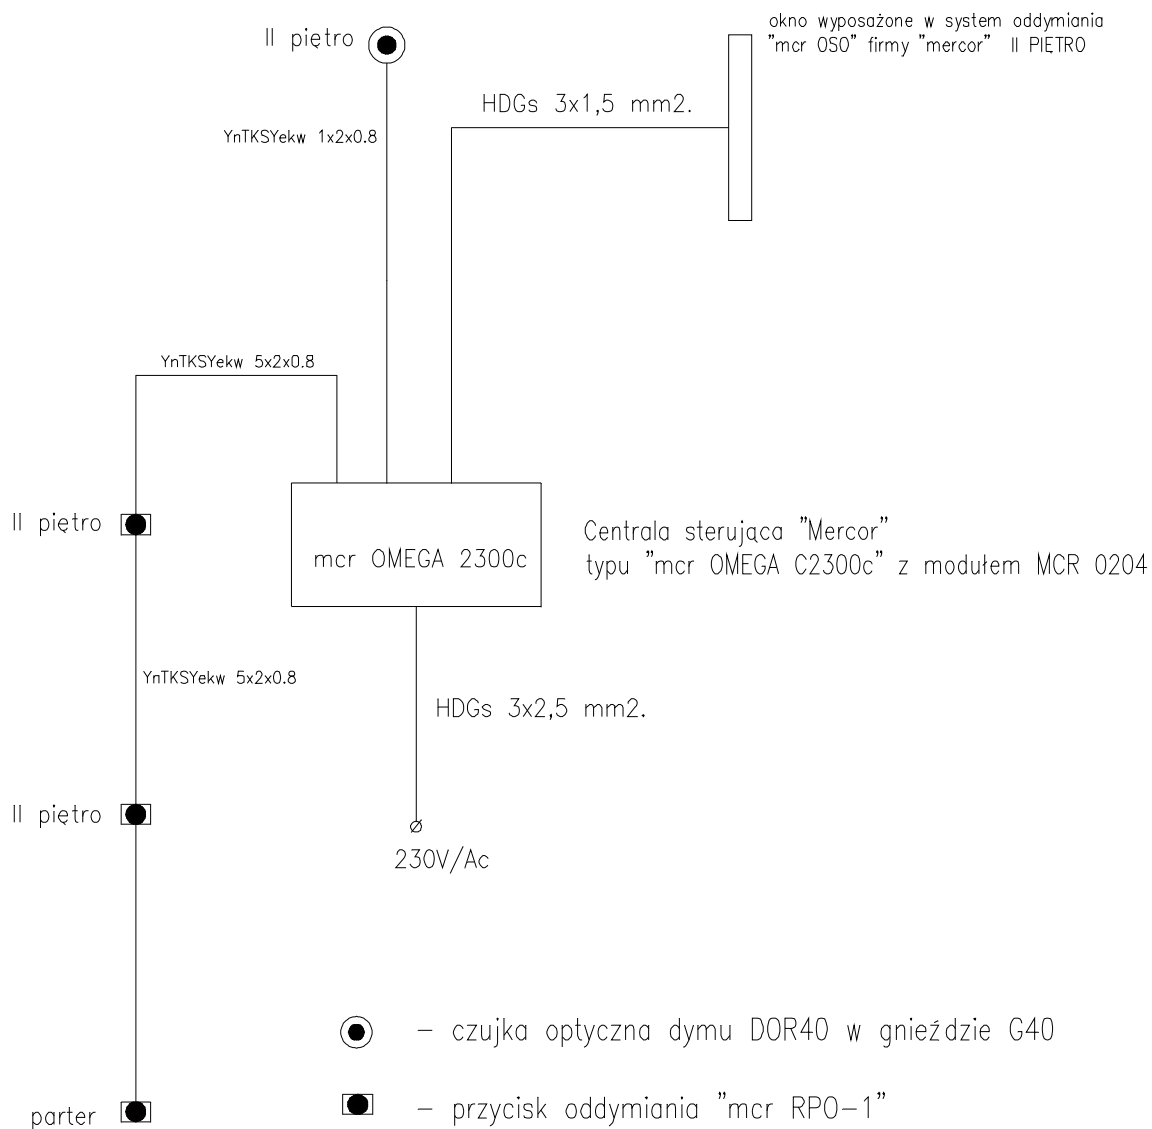 okno wyposażone w system oddymiania
"mcr OSO" firmy "mercor" II PIĘTRO
II piętro
HDGs 3x1,5 mm2.
YnTKSYekw 1x2x0.8
YnTKSYekw 5x2x0.8
II piętro
mcr OMEGA 2300c
Centrala sterująca "Mercor"
typu "mcr OMEGA C2300c" z modułem MCR 0204
YnTKSYekw 5x2x0.8
HDGs 3x2,5 mm2.
II piętro
230V/Ac
– czujka optyczna dymu DOR40 w gnieździe G40
parter
– przycisk oddymiania "mcr RPO-1"